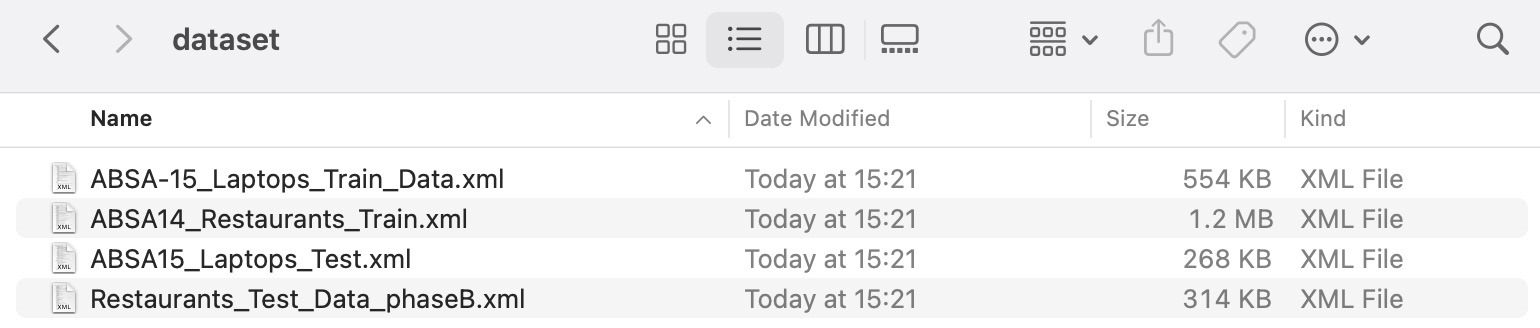 dataset
Name Date Modified Size Kind
ABSA-15_Laptops_Train_Data.xml Today at 15:21 554 KB XML File
ABSA14_Restaurants_Train.xml Today at 15:21 1.2 MB XML File
ABSA15_Laptops_Test.xml Today at 15:21 268 KB XML File
Restaurants_Test_Data_phaseB.xml Today at 15:21 314 KB XML File